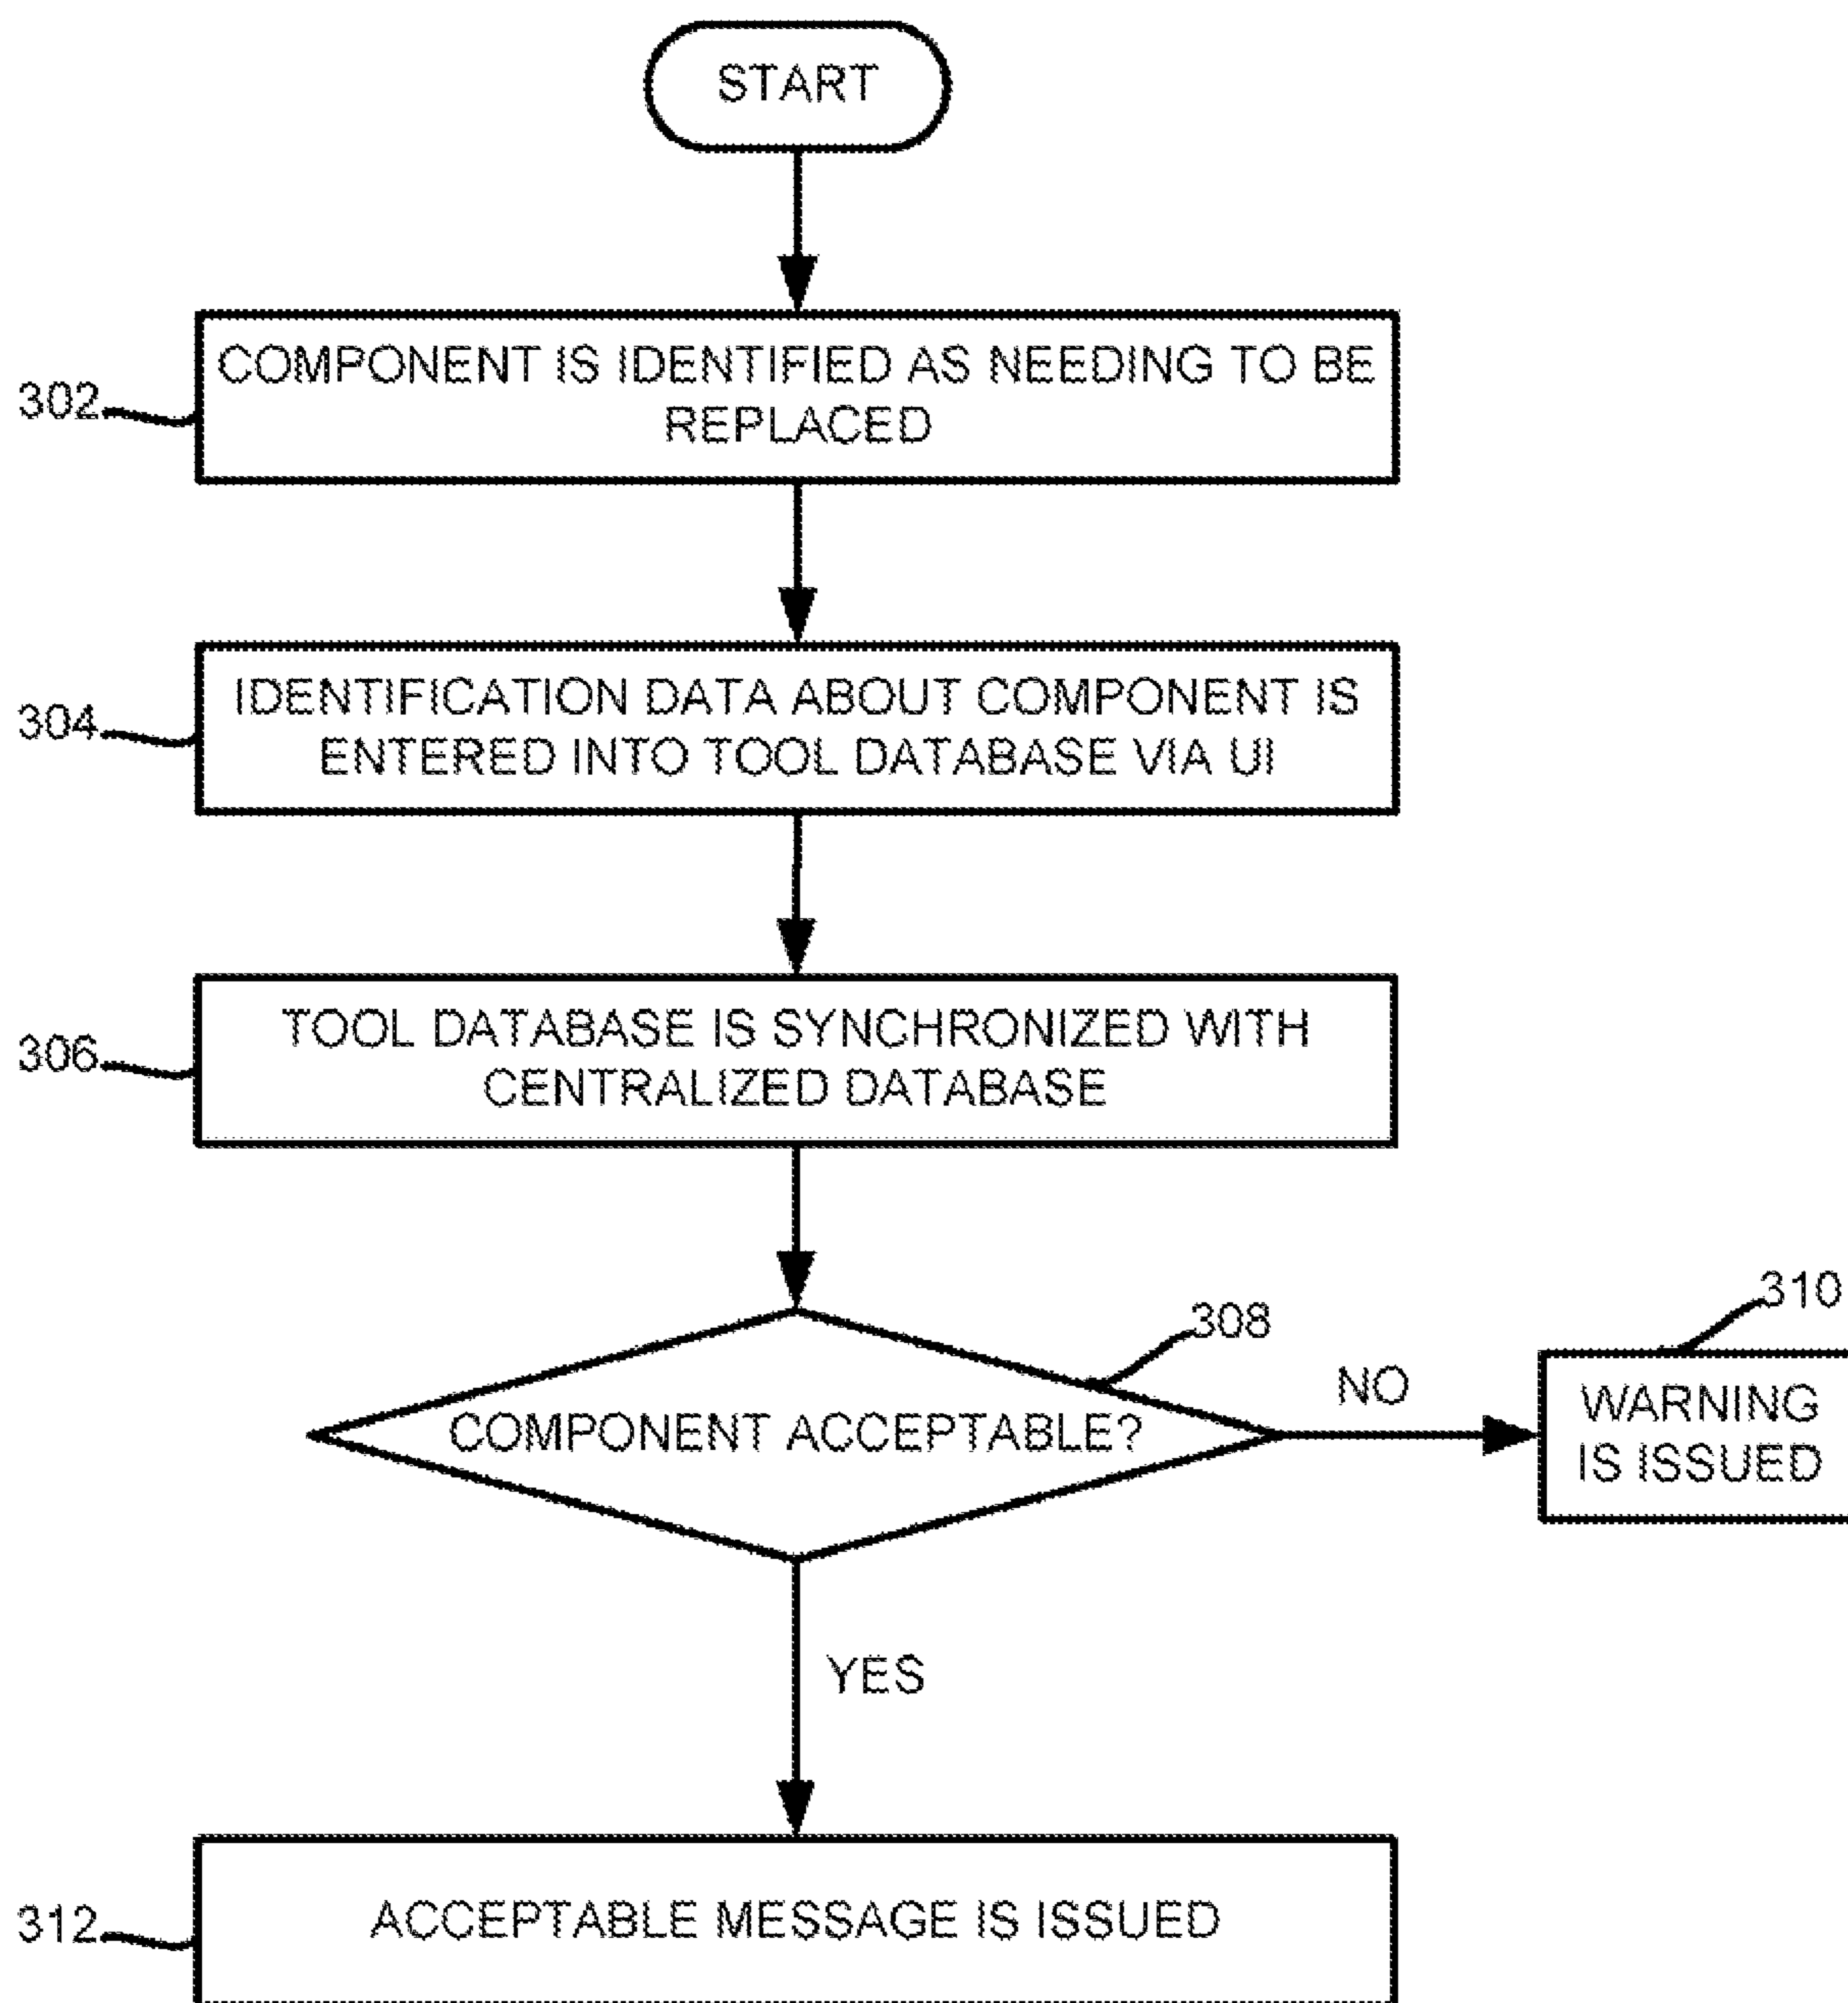 START
302
COMPONENT IS IDENTIFIED AS NEEDING TO BE
REPLACED
304
IDENTIFICATION DATA ABOUT COMPONENT IS
ENTERED INTO TOOL DATABASE VIA UI
306
TOOL DATABASE IS SYNCHRONIZED WITH
CENTRALIZED DATABASE
308
COMPONENT ACCEPTABLE?
NO
310
WARNING
IS ISSUED
YES
312
ACCEPTABLE MESSAGE IS ISSUED